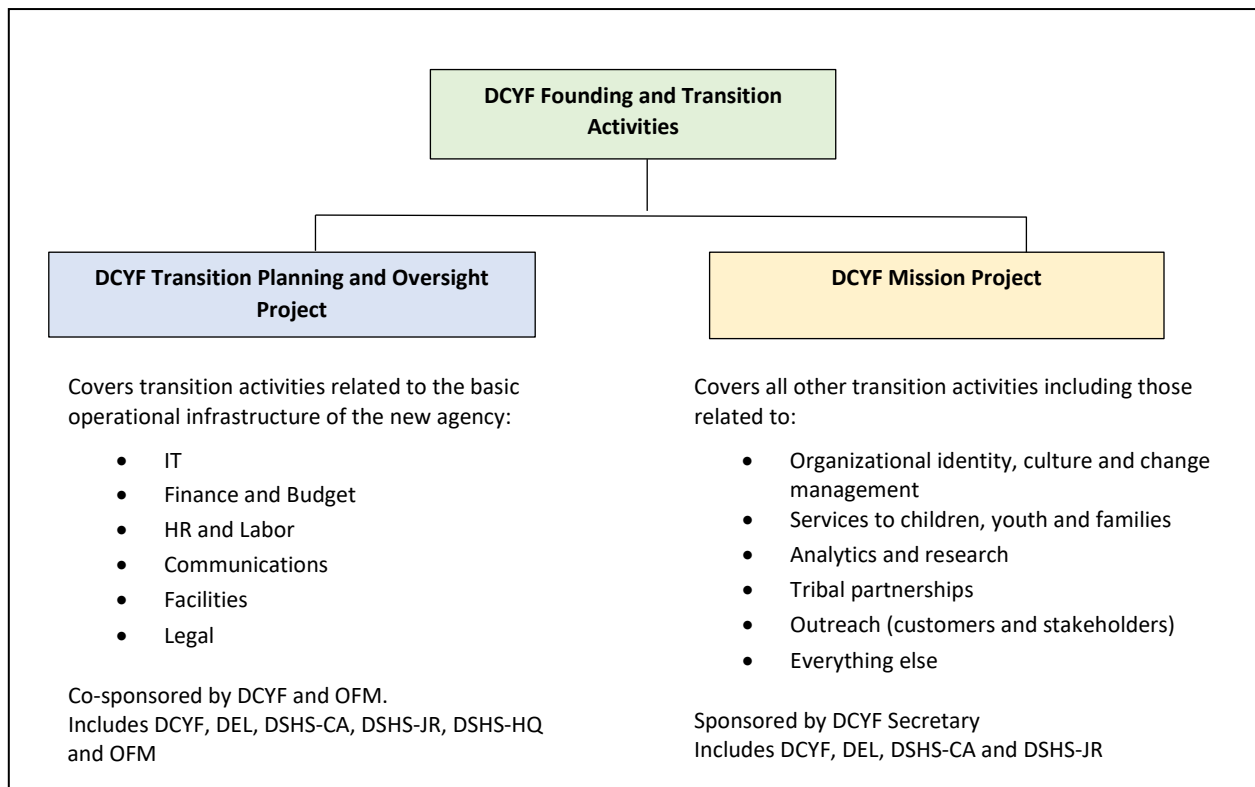 DCYF Founding and Transition
Activities
DCYF Transition Planning and Oversight
Project
Covers transition activities related to the basic
operational infrastructure of the new agency:
• IT
• Finance and Budget
• HR and Labor
• Communications
• Facilities
• Legal
Co-sponsored by DCYF and OFM.
Includes DCYF, DEL, DSHS-CA, DSHS-JR, DSHS-HQ
and OFM
DCYF Mission Project
Covers all other transition activities including those
related to:
• Organizational identity, culture and change
management
• Services to children, youth and families
• Analytics and research
• Tribal partnerships
• Outreach (customers and stakeholders)
• Everything else
Sponsored by DCYF Secretary
Includes DCYF, DEL, DSHS-CA and DSHS-JR